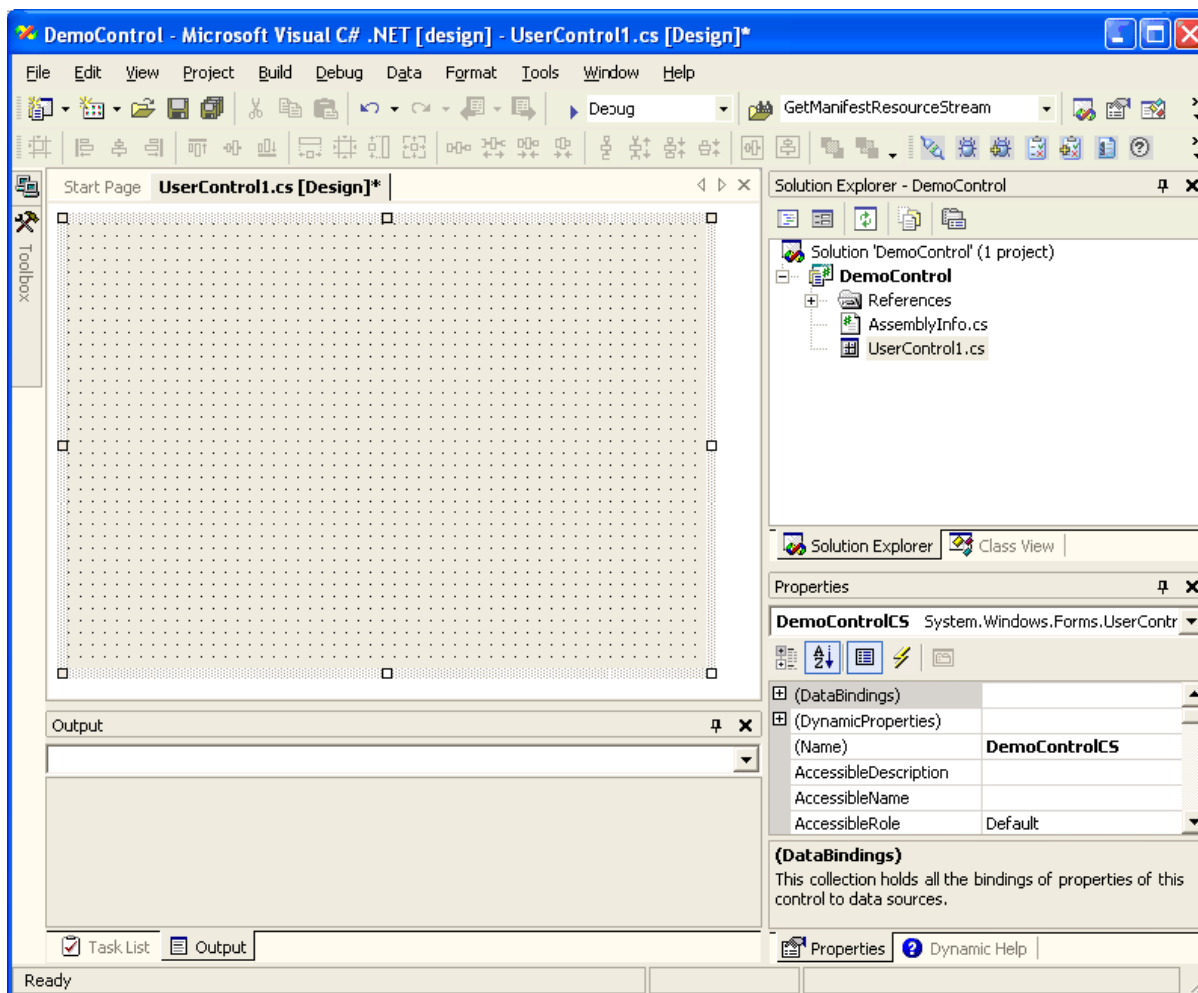 DemoControl - Microsoft Visual C# .NET [design] - UserControl1.cs [Design]*
File Edit View Project Build Debug Data Format Tools Window Help
Debug GetManifestResourceStream
Start Page UserControl1.cs [Design]*
Toolbox
Solution Explorer - DemoControl
Solution 'DemoControl' (1 project)
DemoControl
References
AssemblyInfo.cs
UserControl1.cs
Solution Explorer Class View
Properties
DemoControlCS System.Windows.Forms.UserContr
(DataBindings)
(DynamicProperties)
(Name) DemoControlCS
AccessibleDescription
AccessibleName
AccessibleRole Default
(DataBindings)
This collection holds all the bindings of properties of this
control to data sources.
Properties Dynamic Help
Output
Task List Output
Ready